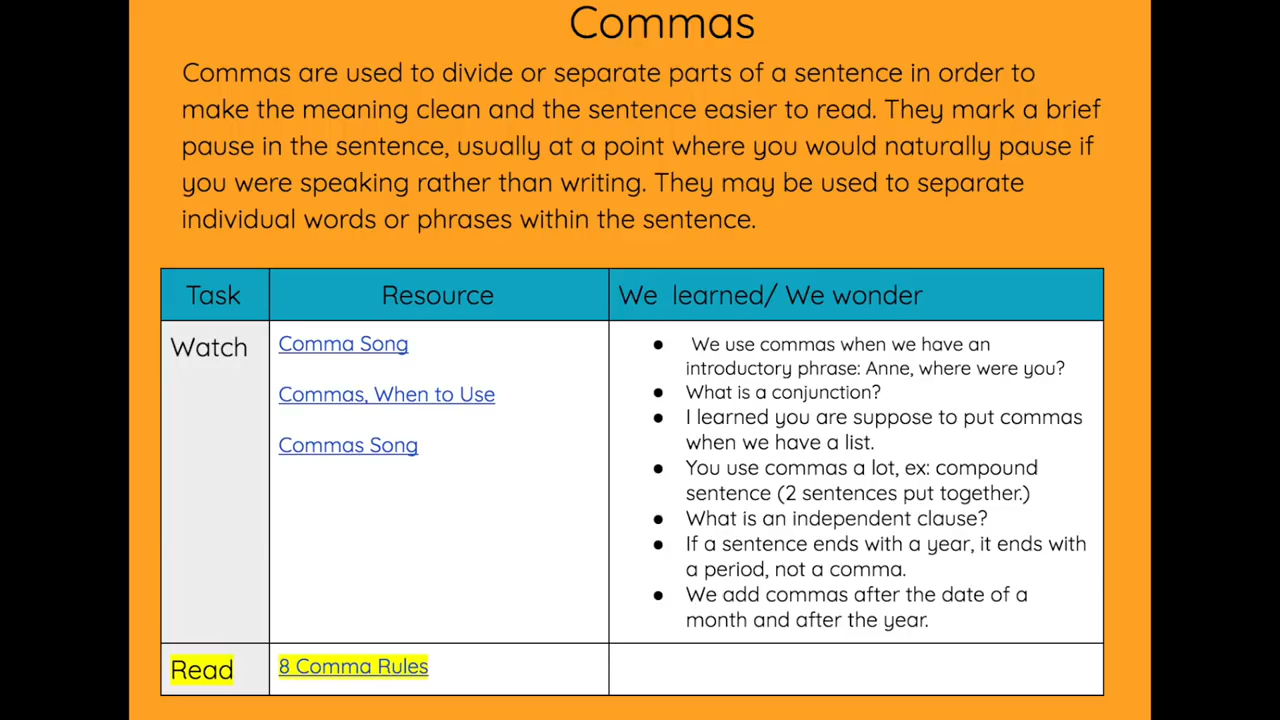 Commas
Commas are used to divide or separate parts of a sentence in order to
make the meaning clean and the sentence easier to read. They mark a brief
pause in the sentence, usually at a point where you would naturally pause if
you were speaking rather than writing. They may be used to separate
individual words or phrases within the sentence.
Task
Resource
We learned/ We wonder
Watch
Comma Song
Commas, When to Use
Commas Song
● We use commas when we have an
introductory phrase: Anne, where were you?
● What is a conjunction?
● I learned you are suppose to put commas
when we have a list.
● You use commas a lot, ex: compound
sentence (2 sentences put together.)
● What is an independent clause?
● If a sentence ends with a year, it ends with
a period, not a comma.
● We add commas after the date of a
month and after the year.
Read
8 Comma Rules